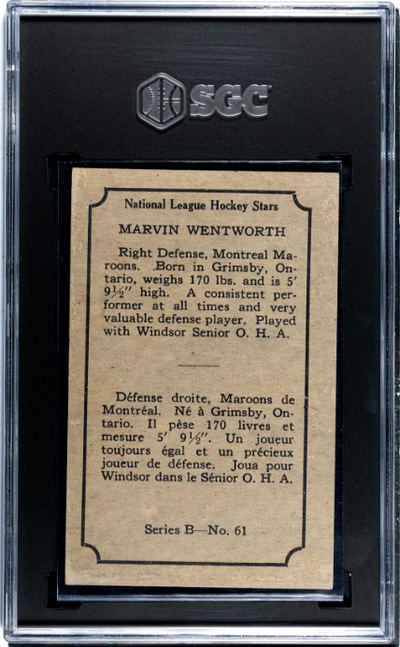 SGC
National League Hockey Stars
MARVIN WENTWORTH
Right Defense, Montreal Ma-
roons. Born in Grimsby, On-
tario, weighs 170 lbs. and is 5'
9½" high. A consistent per-
former at all times and very
valuable defense player. Played
with Windsor Senior O. H. A.
Défense droite, Maroons de
Montréal. Né à Grimsby, On-
tario. Il pèse 170 livres et
mesure 5' 9½". Un joueur
toujours égal et un précieux
joueur de défense. Joua pour
Windsor dans le Sénior O. H. A.
Series B—No. 61